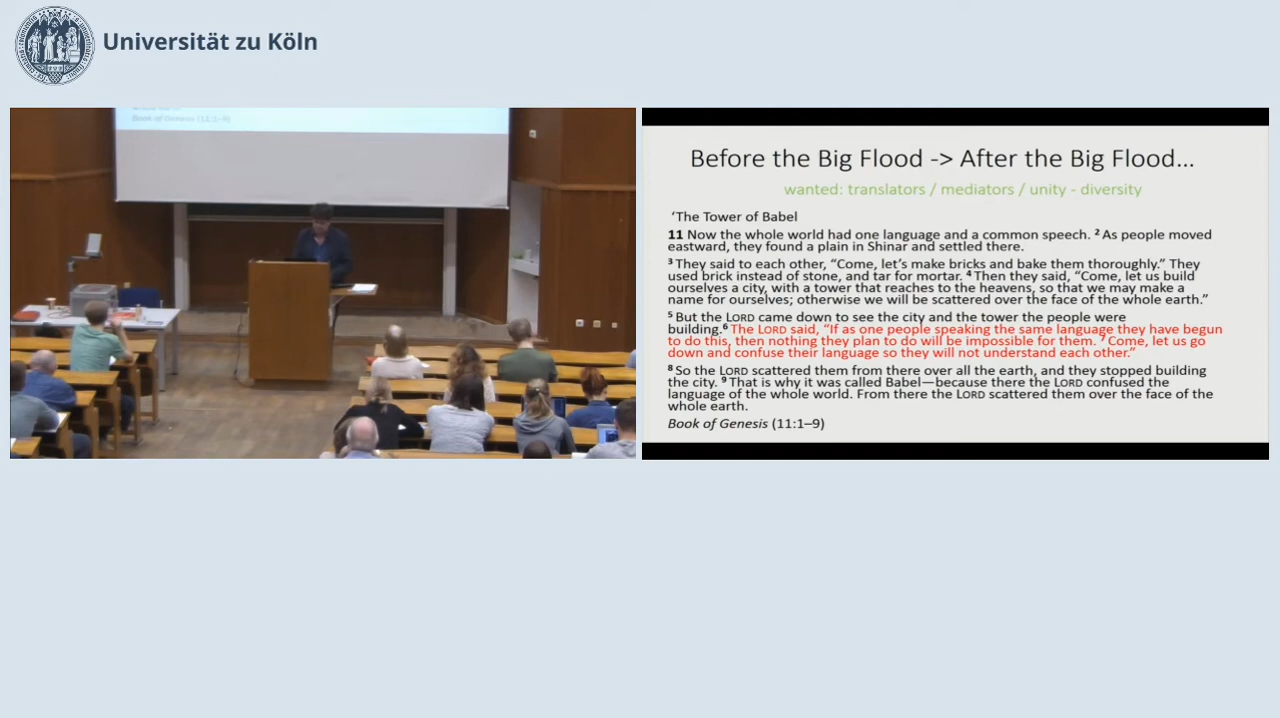 Universität zu Köln
Book of Genesis (11:1–9)
Before the Big Flood -> After the Big Flood...
wanted: translators / mediators / unity - diversity
‘The Tower of Babel
11 Now the whole world had one language and a common speech. 2 As people moved
eastward, they found a plain in Shinar and settled there.
3 They said to each other, “Come, let’s make bricks and bake them thoroughly.” They
used brick instead of stone, and tar for mortar. 4 Then they said, “Come, let us build
ourselves a city, with a tower that reaches to the heavens, so that we may make a
name for ourselves; otherwise we will be scattered over the face of the whole earth.”
5 But the LORD came down to see the city and the tower the people were
building.6 The LORD said, “If as one people speaking the same language they have begun
to do this, then nothing they plan to do will be impossible for them. 7 Come, let us go
down and confuse their language so they will not understand each other.”
8 So the LORD scattered them from there over all the earth, and they stopped building
the city. 9 That is why it was called Babel—because there the LORD confused the
language of the whole world. From there the LORD scattered them over the face of the
whole earth.
Book of Genesis (11:1–9)